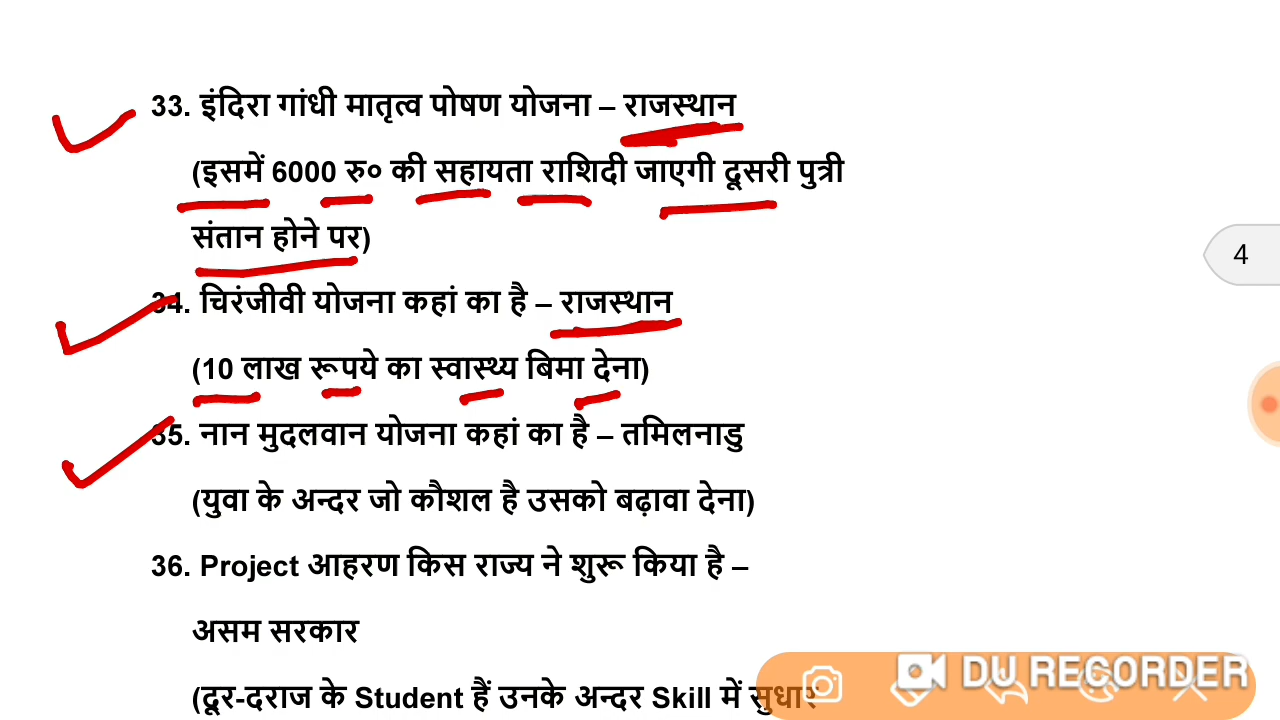 33. इंदिरा गांधी मातृत्व पोषण योजना – राजस्थान
(इसमें 6000 रु० की सहायता राशिदी जाएगी दूसरी पुत्री
संतान होने पर)
4
34. चिरंजीवी योजना कहां का है – राजस्थान
(10 लाख रूपये का स्वास्थ्य बिमा देना)
35. नान मुदलवान योजना कहां का है – तमिलनाडु
(युवा के अन्दर जो कौशल है उसको बढ़ावा देना)
36. Project आहरण किस राज्य ने शुरू किया है –
असम सरकार
(दूर-दराज के Student हैं उनके अन्दर Skill में सुधार
DU RECORDER